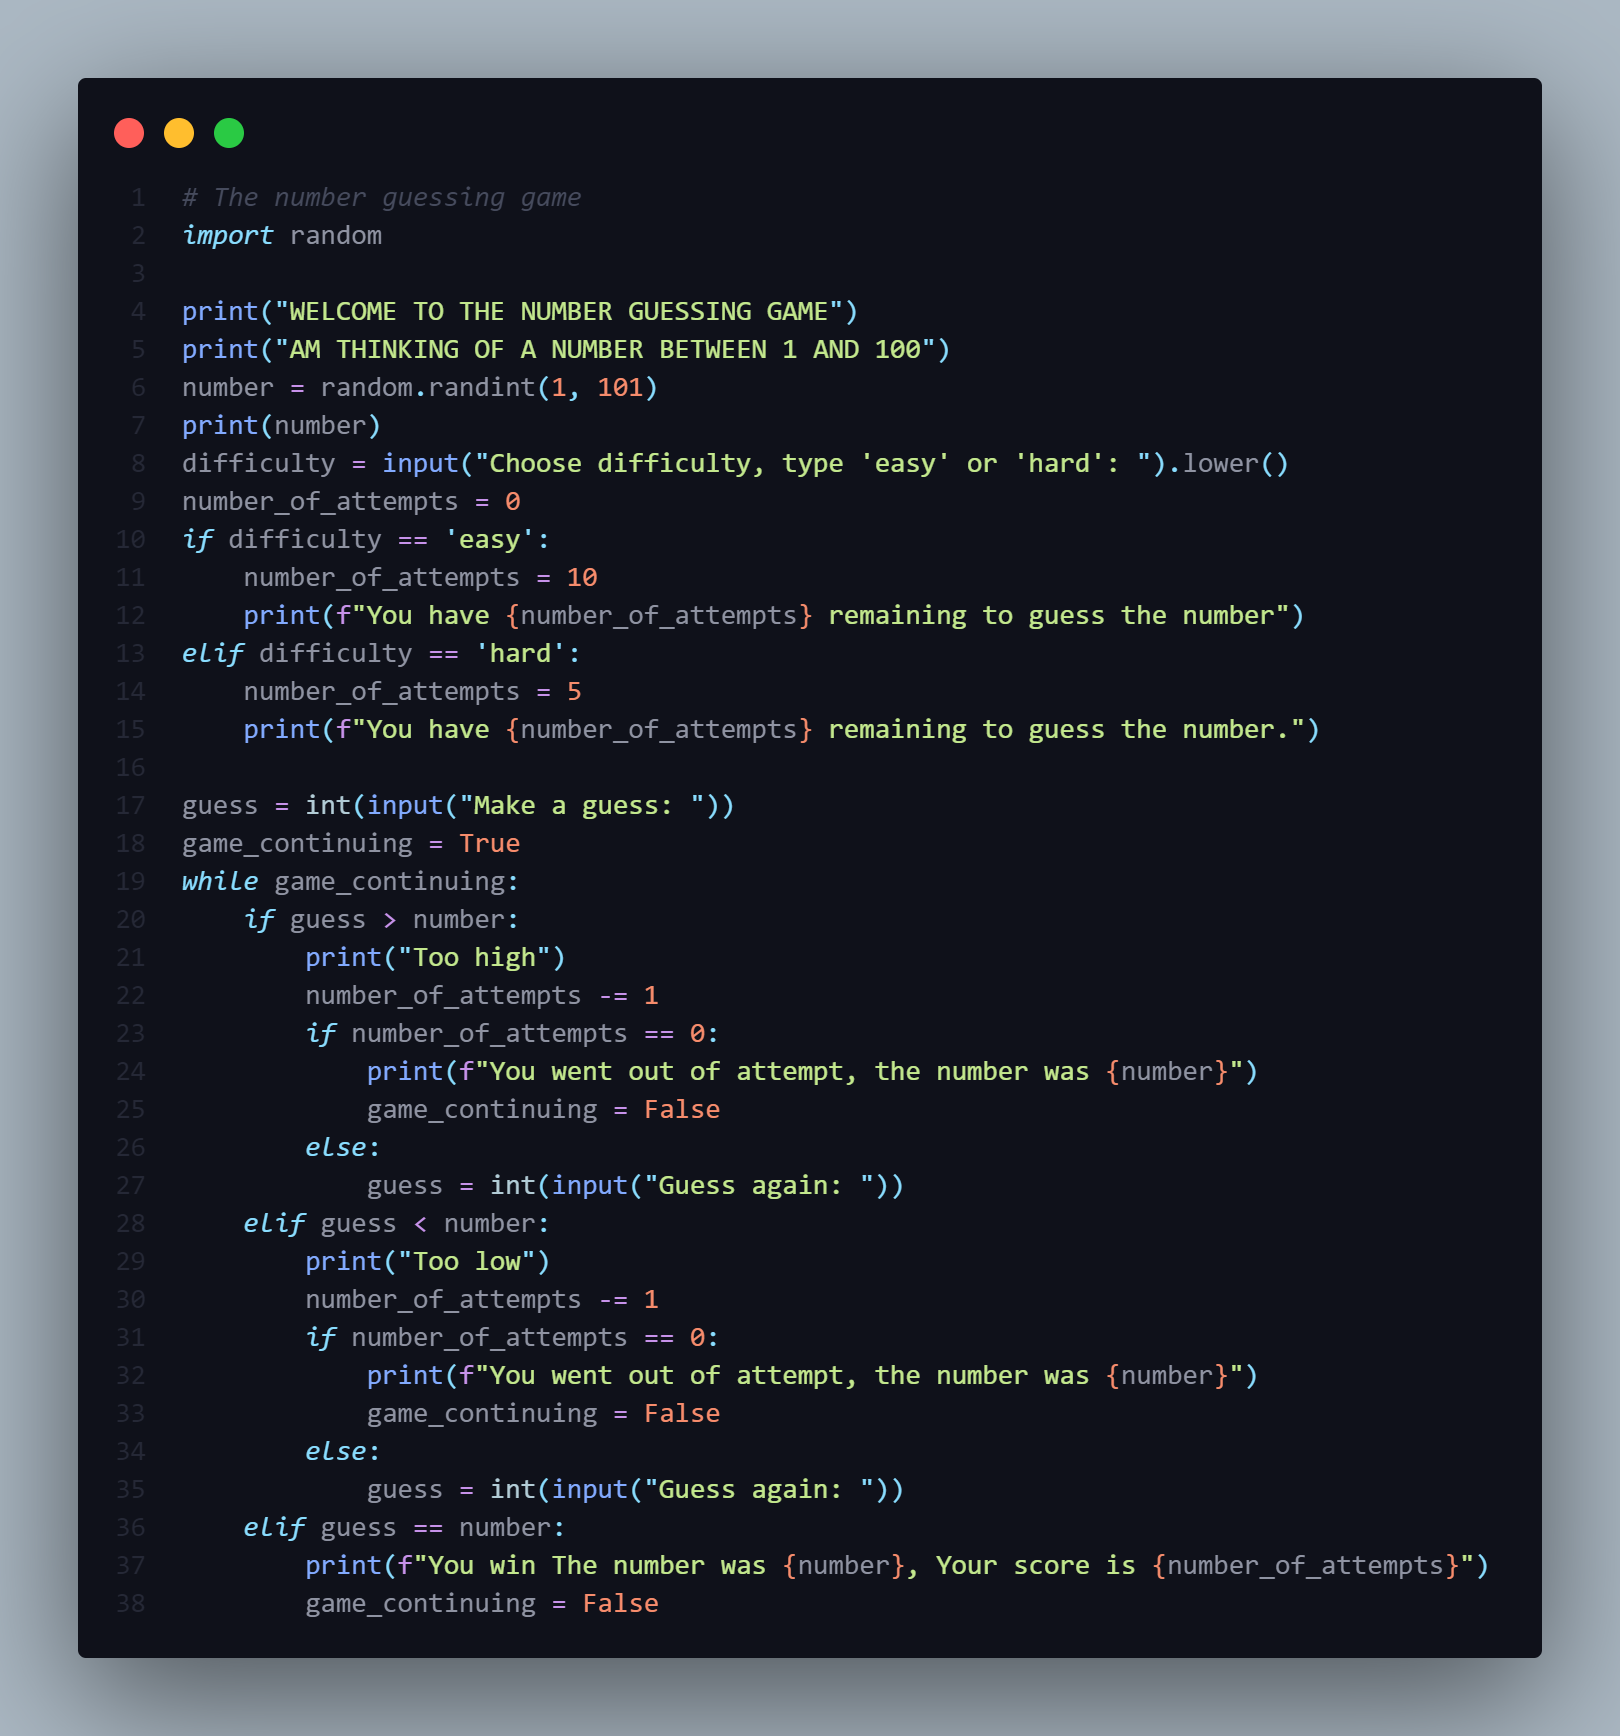 1 # The number guessing game
2 import random
3
4 print("WELCOME TO THE NUMBER GUESSING GAME")
5 print("AM THINKING OF A NUMBER BETWEEN 1 AND 100")
6 number = random.randint(1, 101)
7 print(number)
8 difficulty = input("Choose difficulty, type 'easy' or 'hard': ").lower()
9 number_of_attempts = 0
10 if difficulty == 'easy':
11     number_of_attempts = 10
12     print(f"You have {number_of_attempts} remaining to guess the number")
13 elif difficulty == 'hard':
14     number_of_attempts = 5
15     print(f"You have {number_of_attempts} remaining to guess the number.")
16
17 guess = int(input("Make a guess: "))
18 game_continuing = True
19 while game_continuing:
20     if guess > number:
21         print("Too high")
22         number_of_attempts -= 1
23         if number_of_attempts == 0:
24             print(f"You went out of attempt, the number was {number}")
25             game_continuing = False
26         else:
27             guess = int(input("Guess again: "))
28     elif guess < number:
29         print("Too low")
30         number_of_attempts -= 1
31         if number_of_attempts == 0:
32             print(f"You went out of attempt, the number was {number}")
33             game_continuing = False
34         else:
35             guess = int(input("Guess again: "))
36     elif guess == number:
37         print(f"You win The number was {number}, Your score is {number_of_attempts}")
38         game_continuing = False